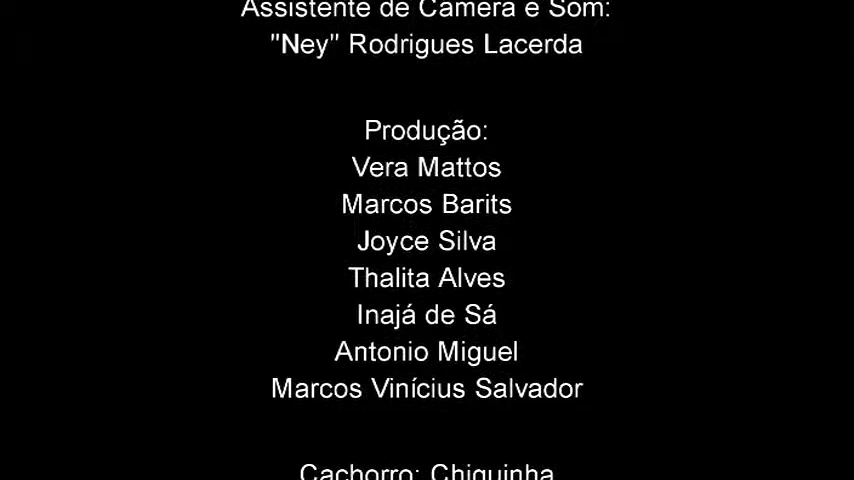 Assistente de Câmera e Som:
"Ney" Rodrigues Lacerda
Produção:
Vera Mattos
Marcos Barits
Joyce Silva
Thalita Alves
Inajá de Sá
Antonio Miguel
Marcos Vinícius Salvador
Cachorro: Chiquinha